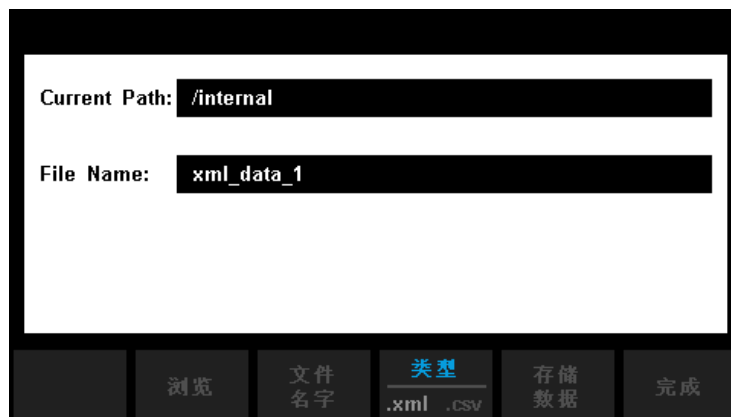 Current Path: /internal
File Name: xml_data_1
浏览
文件
名字
类型
.xml .csv
存储
数据
完成